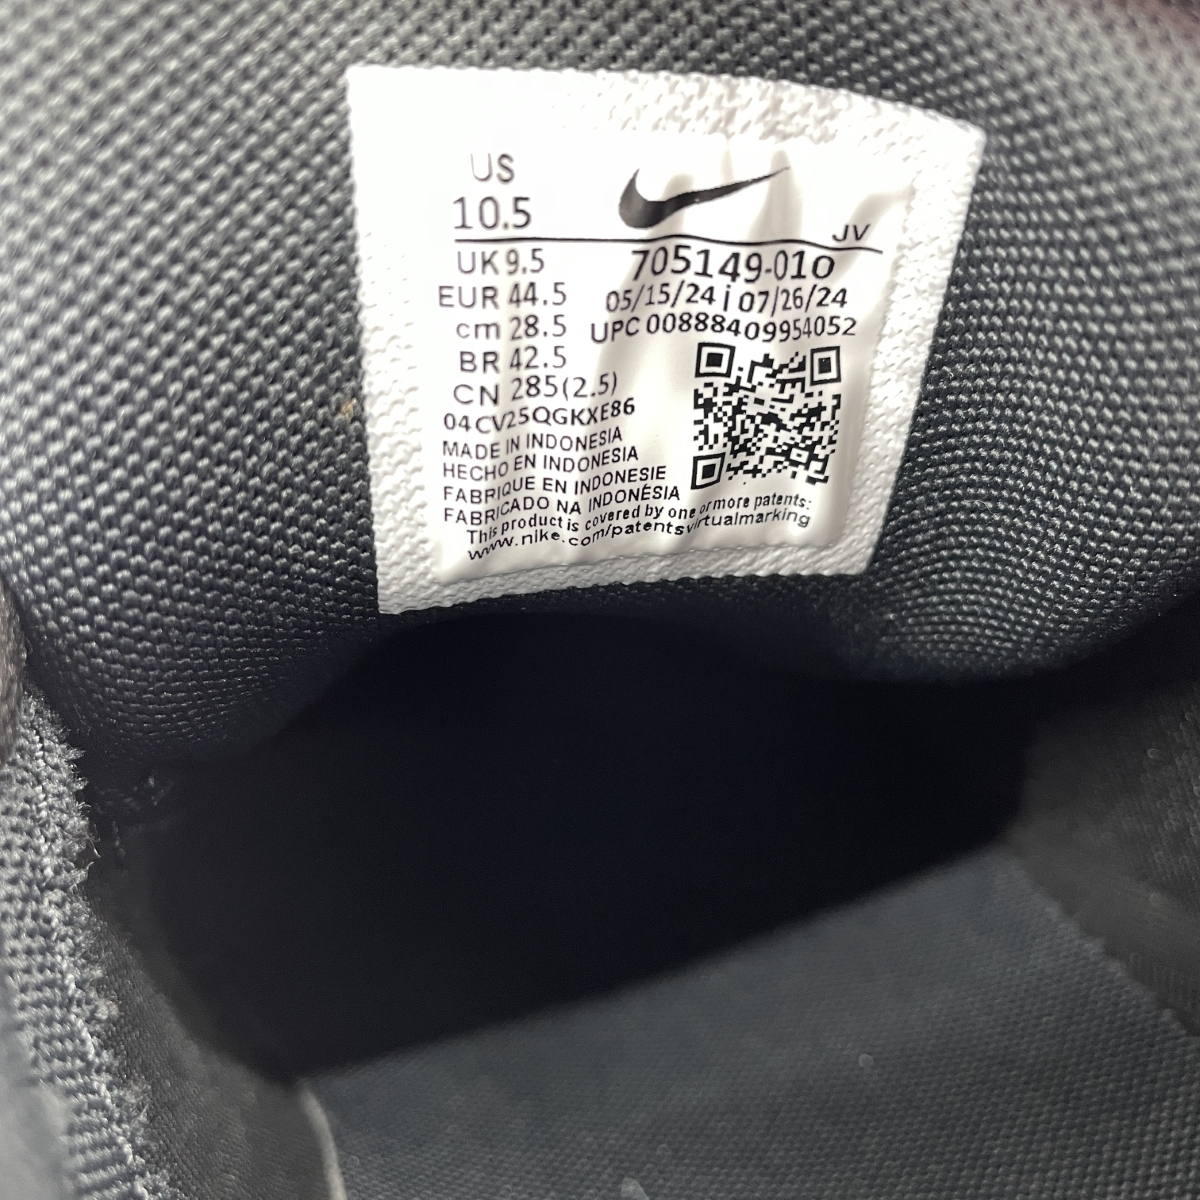 US
10.5
JV
UK 9.5
705149-010
EUR 44.5
05/15/24 i 07/26/24
cm 28.5
UPC 00888409954052
BR 42.5
CN 285(2.5)
04CV25QGKXE86
MADE IN INDONESIA
HECHO EN INDONESIA
FABRIQUE EN INDONESIE
FABRICADO NA INDONÉSIA
This product is covered by one or more patents:
www.nike.com/patentsvirtualmarking